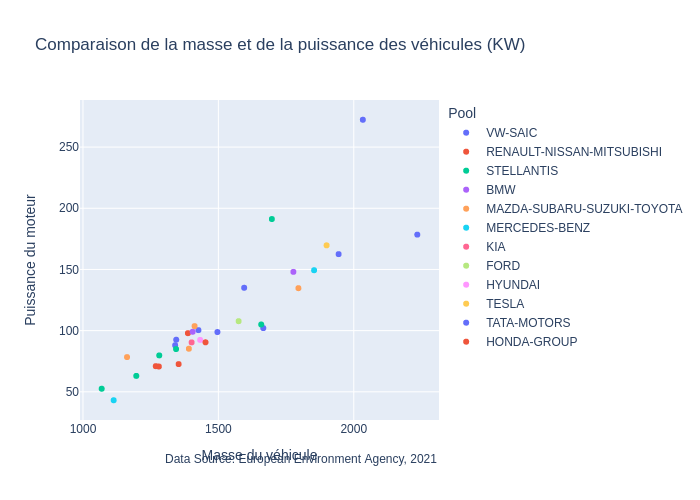 Comparaison de la masse et de la puissance des véhicules (KW)
Pool
VW-SAIC
RENAULT-NISSAN-MITSUBISHI
STELLANTIS
BMW
MAZDA-SUBARU-SUZUKI-TOYOTA
MERCEDES-BENZ
KIA
FORD
HYUNDAI
TESLA
TATA-MOTORS
HONDA-GROUP
Puissance du moteur
250
200
150
100
50
1000
1500
2000
Masse du véhicule
Data Source: European Environment Agency, 2021